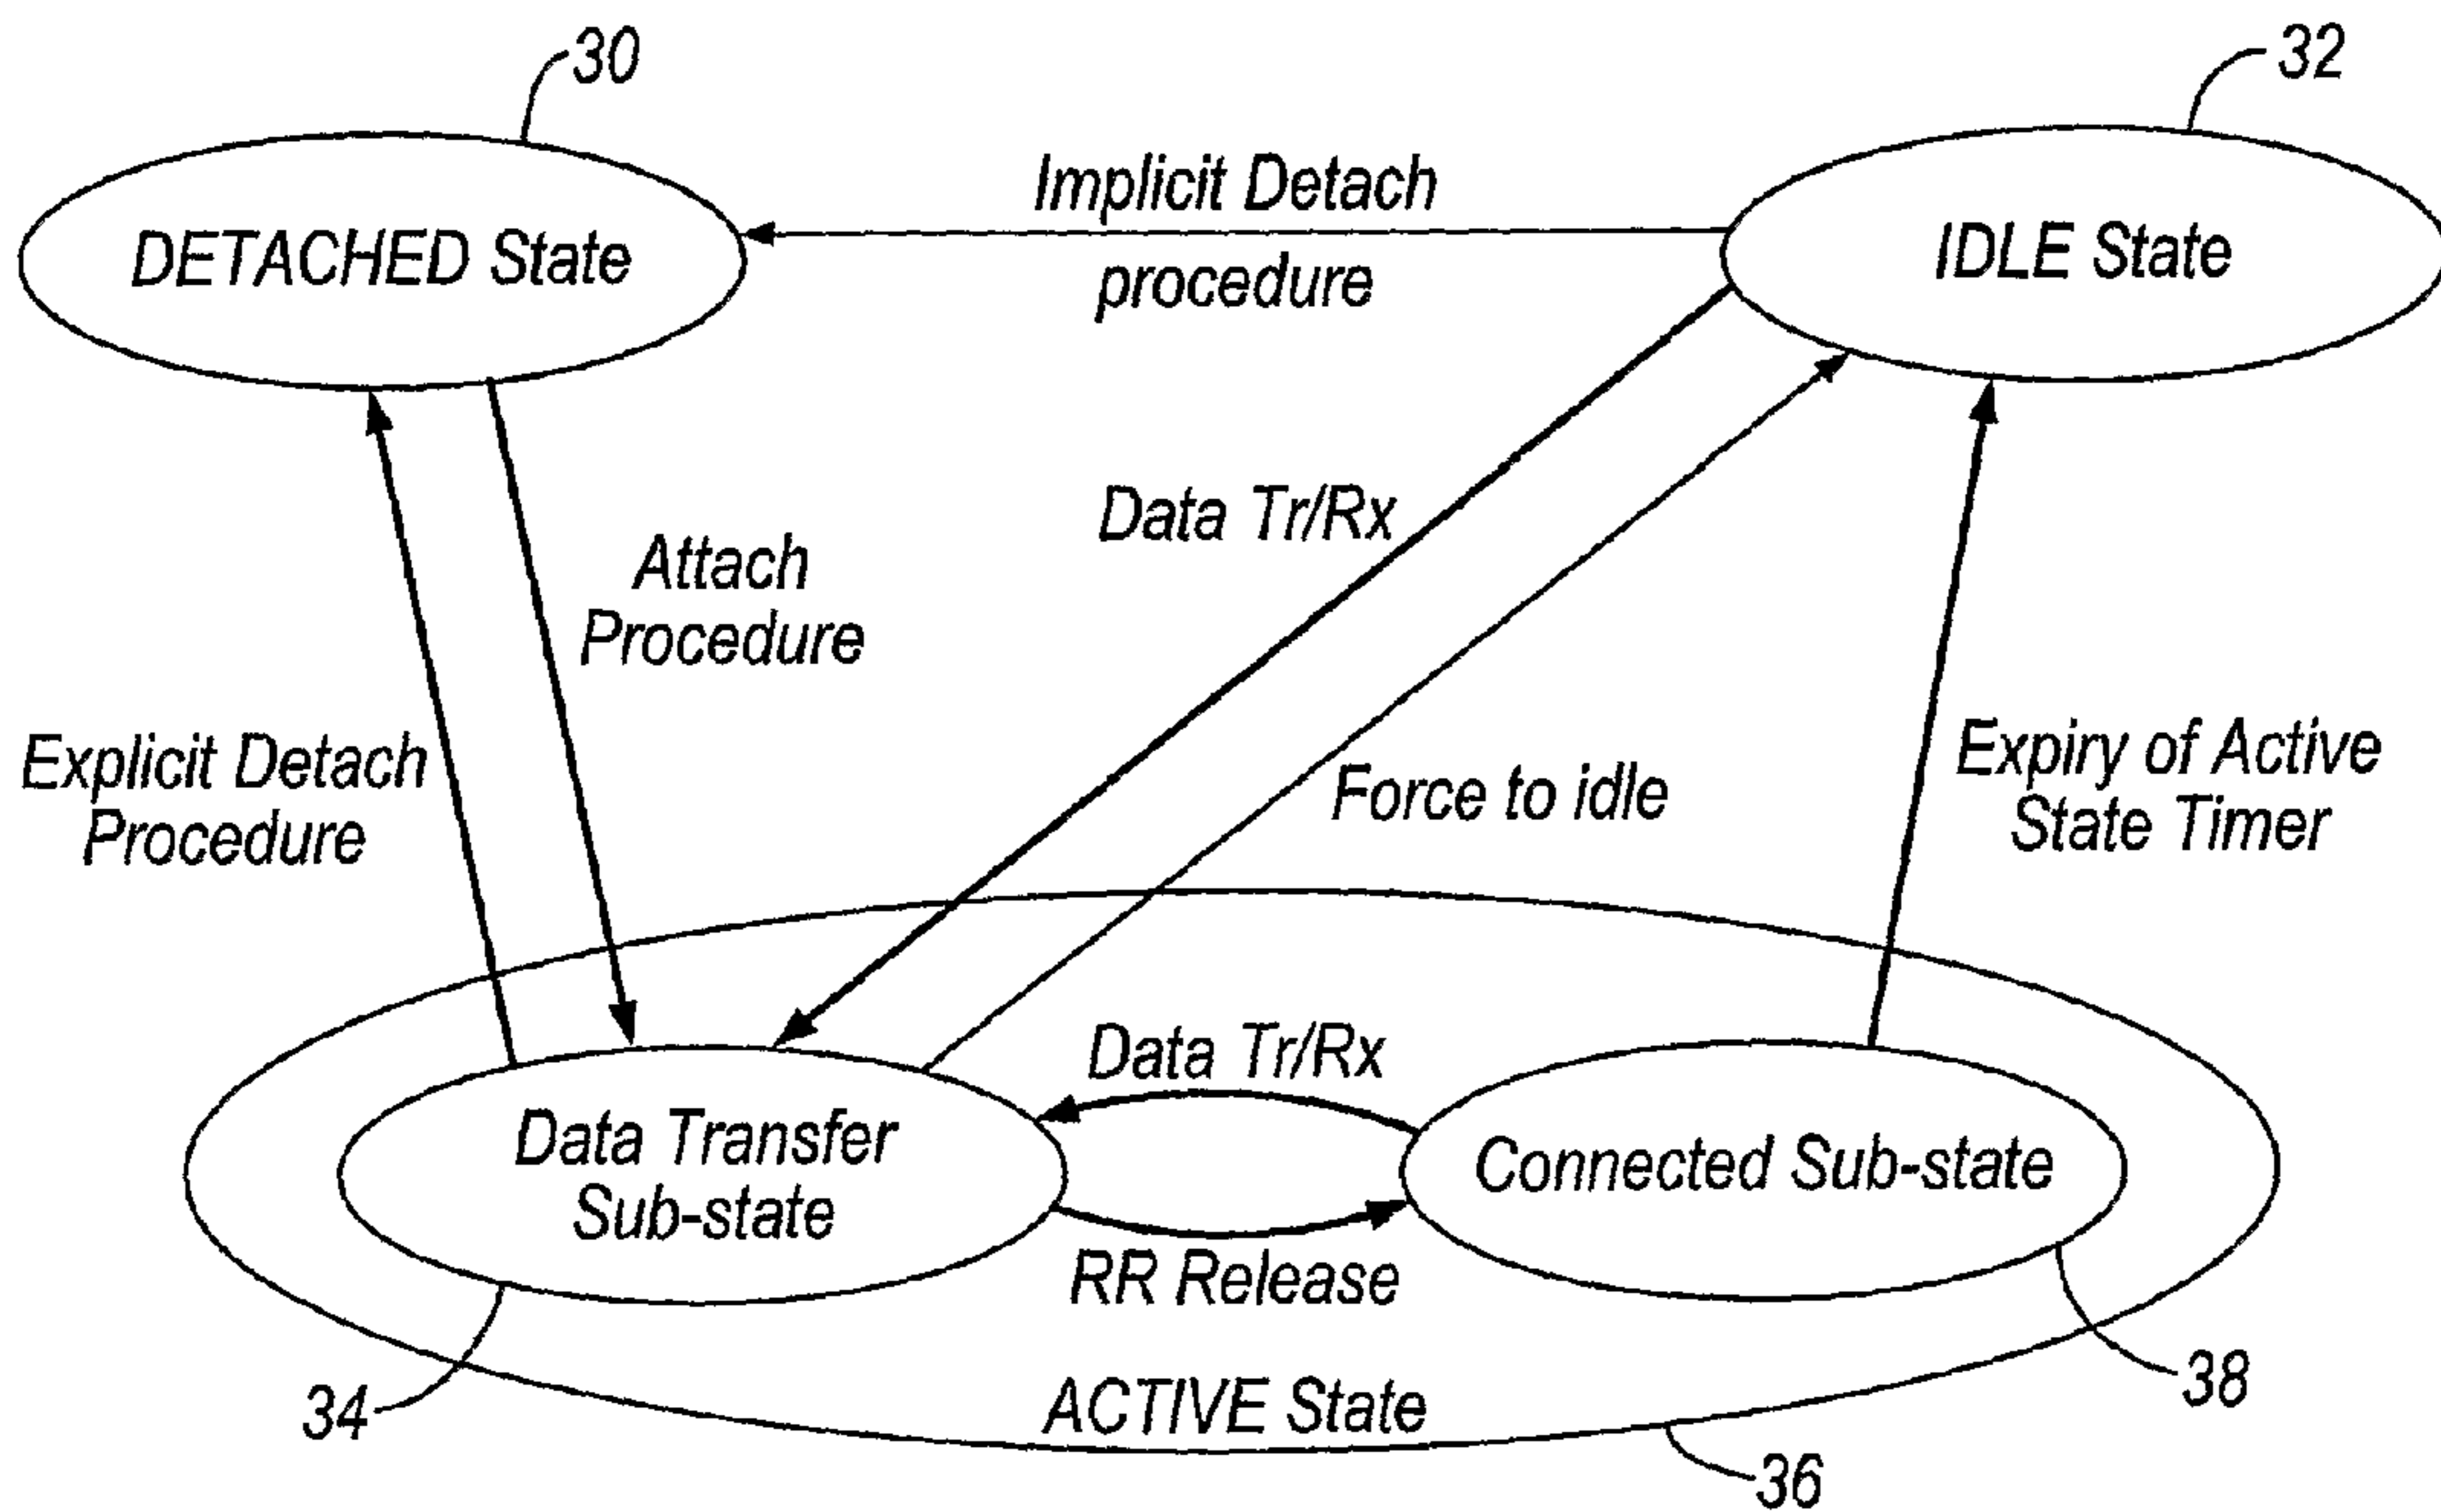 30
32
DETACHED State
Implicit Detach
procedure
IDLE State
Data Tr/Rx
Attach
Procedure
Explicit Detach
Procedure
Force to idle
Expiry of Active
State Timer
Data Tr/Rx
Data Transfer
Sub-state
Connected Sub-state
RR Release
34
ACTIVE State
38
36